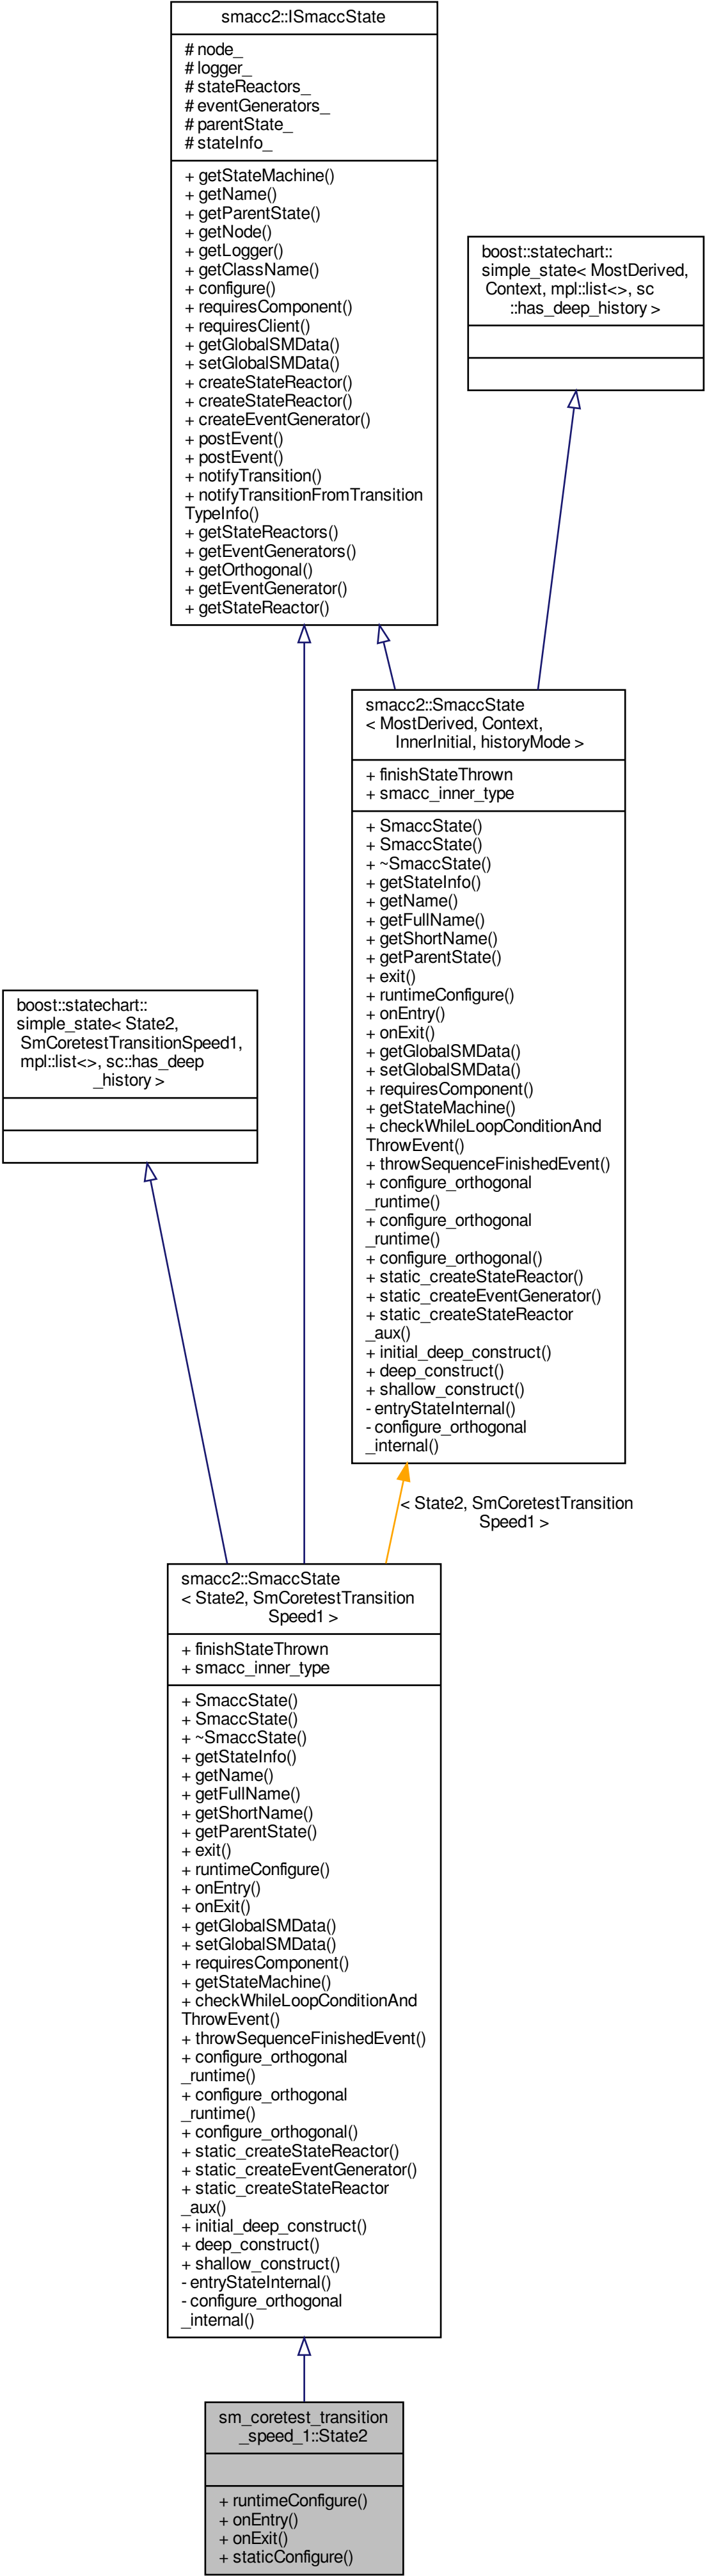 smacc2::ISmaccState
# node_
# logger_
# stateReactors_
# eventGenerators_
# parentState_
# stateInfo_
+ getStateMachine()
+ getName()
+ getParentState()
+ getNode()
+ getLogger()
+ getClassName()
+ configure()
+ requiresComponent()
+ requiresClient()
+ getGlobalSMData()
+ setGlobalSMData()
+ createStateReactor()
+ createStateReactor()
+ createEventGenerator()
+ postEvent()
+ postEvent()
+ notifyTransition()
+ notifyTransitionFromTransition
TypeInfo()
+ getStateReactors()
+ getEventGenerators()
+ getOrthogonal()
+ getEventGenerator()
+ getStateReactor()
boost::statechart::
simple_state< MostDerived,
Context, mpl::list<>, sc
::has_deep_history >
smacc2::SmaccState
< MostDerived, Context,
InnerInitial, historyMode >
+ finishStateThrown
+ smacc_inner_type
+ SmaccState()
+ SmaccState()
+ ~SmaccState()
+ getStateInfo()
+ getName()
+ getFullName()
+ getShortName()
+ getParentState()
+ exit()
+ runtimeConfigure()
+ onEntry()
+ onExit()
+ getGlobalSMData()
+ setGlobalSMData()
+ requiresComponent()
+ getStateMachine()
+ checkWhileLoopConditionAnd
ThrowEvent()
+ throwSequenceFinishedEvent()
+ configure_orthogonal
_runtime()
+ configure_orthogonal
_runtime()
+ configure_orthogonal()
+ static_createStateReactor()
+ static_createEventGenerator()
+ static_createStateReactor
_aux()
+ initial_deep_construct()
+ deep_construct()
+ shallow_construct()
- entryStateInternal()
- configure_orthogonal
_internal()
boost::statechart::
simple_state< State2,
SmCoretestTransitionSpeed1,
mpl::list<>, sc::has_deep
_history >
< State2, SmCoretestTransition
Speed1 >
smacc2::SmaccState
< State2, SmCoretestTransition
Speed1 >
+ finishStateThrown
+ smacc_inner_type
+ SmaccState()
+ SmaccState()
+ ~SmaccState()
+ getStateInfo()
+ getName()
+ getFullName()
+ getShortName()
+ getParentState()
+ exit()
+ runtimeConfigure()
+ onEntry()
+ onExit()
+ getGlobalSMData()
+ setGlobalSMData()
+ requiresComponent()
+ getStateMachine()
+ checkWhileLoopConditionAnd
ThrowEvent()
+ throwSequenceFinishedEvent()
+ configure_orthogonal
_runtime()
+ configure_orthogonal
_runtime()
+ configure_orthogonal()
+ static_createStateReactor()
+ static_createEventGenerator()
+ static_createStateReactor
_aux()
+ initial_deep_construct()
+ deep_construct()
+ shallow_construct()
- entryStateInternal()
- configure_orthogonal
_internal()
sm_coretest_transition
_speed_1::State2
+ runtimeConfigure()
+ onEntry()
+ onExit()
+ staticConfigure()